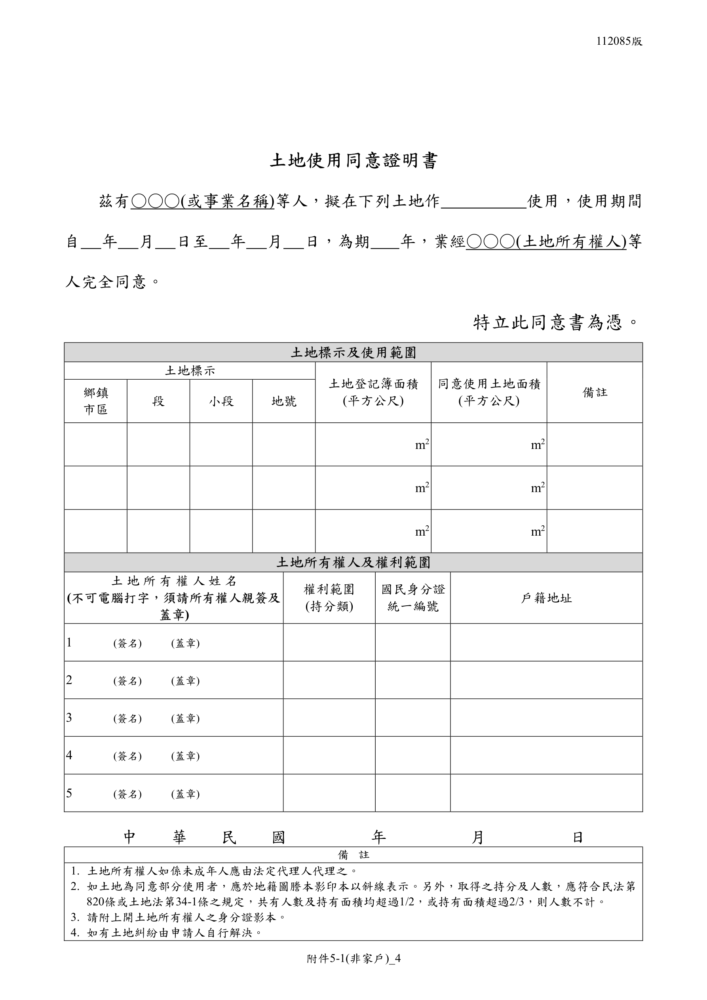 112085版
土地使用同意證明書
茲有○○○(或事業名稱)等人，擬在下列土地作__________使用，使用期間
自___年___月___日至___年___月___日，為期____年，業經○○○(土地所有權人)等
人完全同意。
特立此同意書為憑。
土地標示及使用範圍
土地標示
土地登記簿面積
(平方公尺)
同意使用土地面積
(平方公尺)
備註
鄉鎮
市區
段
小段
地號
m²
m²
m²
m²
m²
m²
土地所有權人及權利範圍
土地所有權人姓名
(不可電腦打字，須請所有權人親簽及
蓋章)
權利範圍
(持分類)
國民身分證
統一編號
戶籍地址
1 (簽名) (蓋章)
2 (簽名) (蓋章)
3 (簽名) (蓋章)
4 (簽名) (蓋章)
5 (簽名) (蓋章)
中 華 民 國 年 月 日
備 註
1. 土地所有權人如係未成年人應由法定代理人代理之。
2. 如土地為同意部分使用者，應於地籍圖謄本影印本以斜線表示。另外，取得之持分及人數，應符合民法第
820條或土地法第34-1條之規定，共有人數及持有面積均超過1/2，或持有面積超過2/3，則人數不計。
3. 請附上開土地所有權人之身分證影本。
4. 如有土地糾紛由申請人自行解決。
附件5-1(非家戶)_4